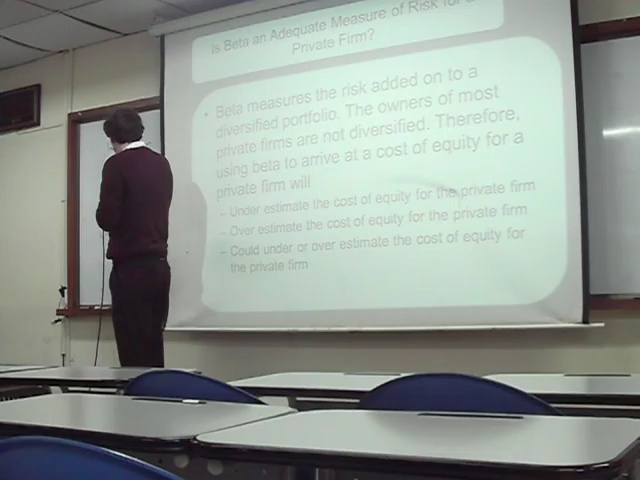 Is Beta an Adequate Measure of Risk for a
Private Firm?
• Beta measures the risk added on to a
diversified portfolio. The owners of most
private firms are not diversified. Therefore,
using beta to arrive at a cost of equity for a
private firm will
– Under estimate the cost of equity for the private firm
– Over estimate the cost of equity for the private firm
– Could under or over estimate the cost of equity for
the private firm